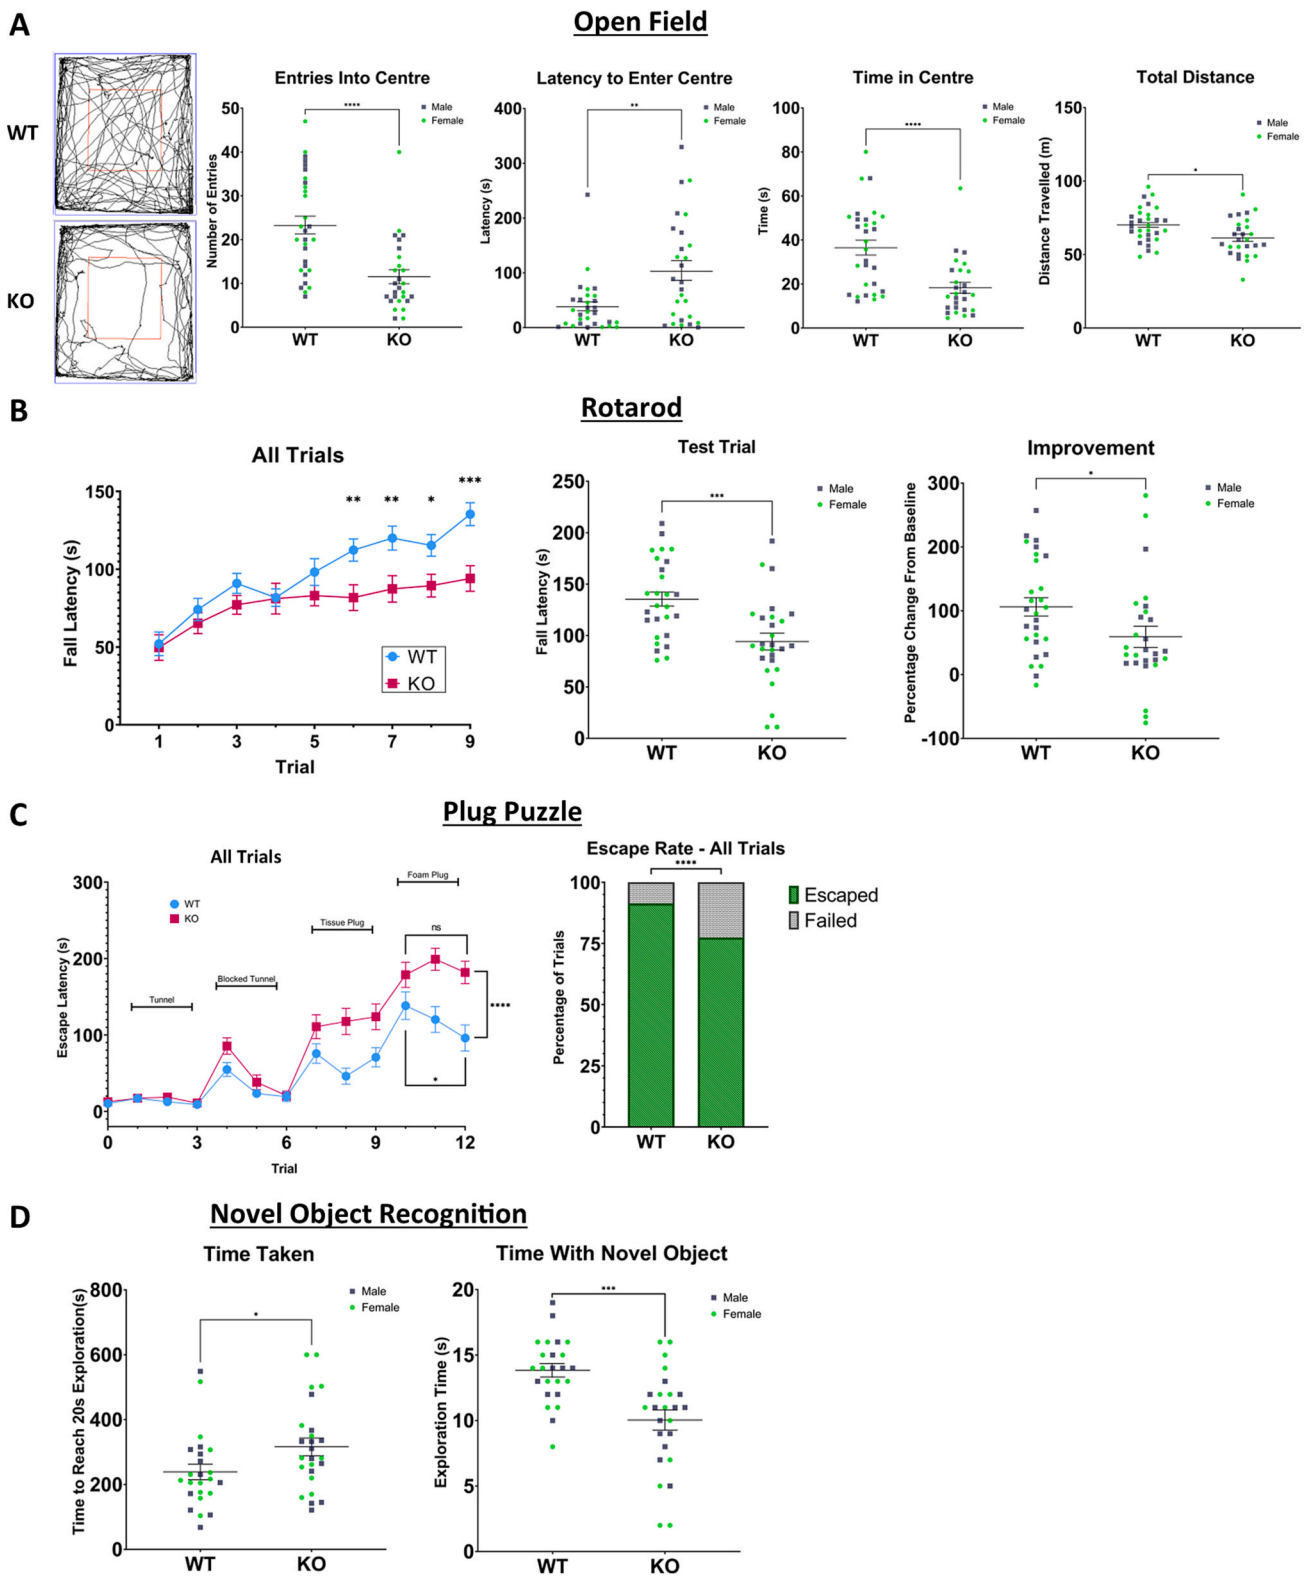 A
Open Field
WT
KO
Entries Into Centre
****
Male
Female
Number of Entries
50
40
30
20
10
0
WT
KO
Latency to Enter Centre
**
Male
Female
Latency (s)
400
300
200
100
0
WT
KO
Time in Centre
****
Male
Female
Time (s)
100
80
60
40
20
0
WT
KO
Total Distance
*
Male
Female
Distance Travelled (m)
150
100
50
0
WT
KO
B
Rotarod
All Trials
** ** * ***
Fall Latency (s)
150
100
50
0
WT
KO
1 3 5 7 9
Trial
Test Trial
***
Male
Female
Fall Latency (s)
250
200
150
100
50
0
WT
KO
Improvement
*
Male
Female
Percentage Change From Baseline
300
200
100
0
-100
WT
KO
C
Plug Puzzle
All Trials
WT
KO
Tunnel
Blocked Tunnel
Tissue Plug
Foam Plug
ns
****
*
Escape Latency (s)
300
200
100
0
0 3 6 9 12
Trial
Escape Rate - All Trials
****
Escaped
Failed
Percentage of Trials
100
75
50
25
0
WT
KO
D
Novel Object Recognition
Time Taken
*
Male
Female
Time to Reach 20s Exploration(s)
800
600
400
200
0
WT
KO
Time With Novel Object
***
Male
Female
Exploration Time (s)
20
15
10
5
0
WT
KO